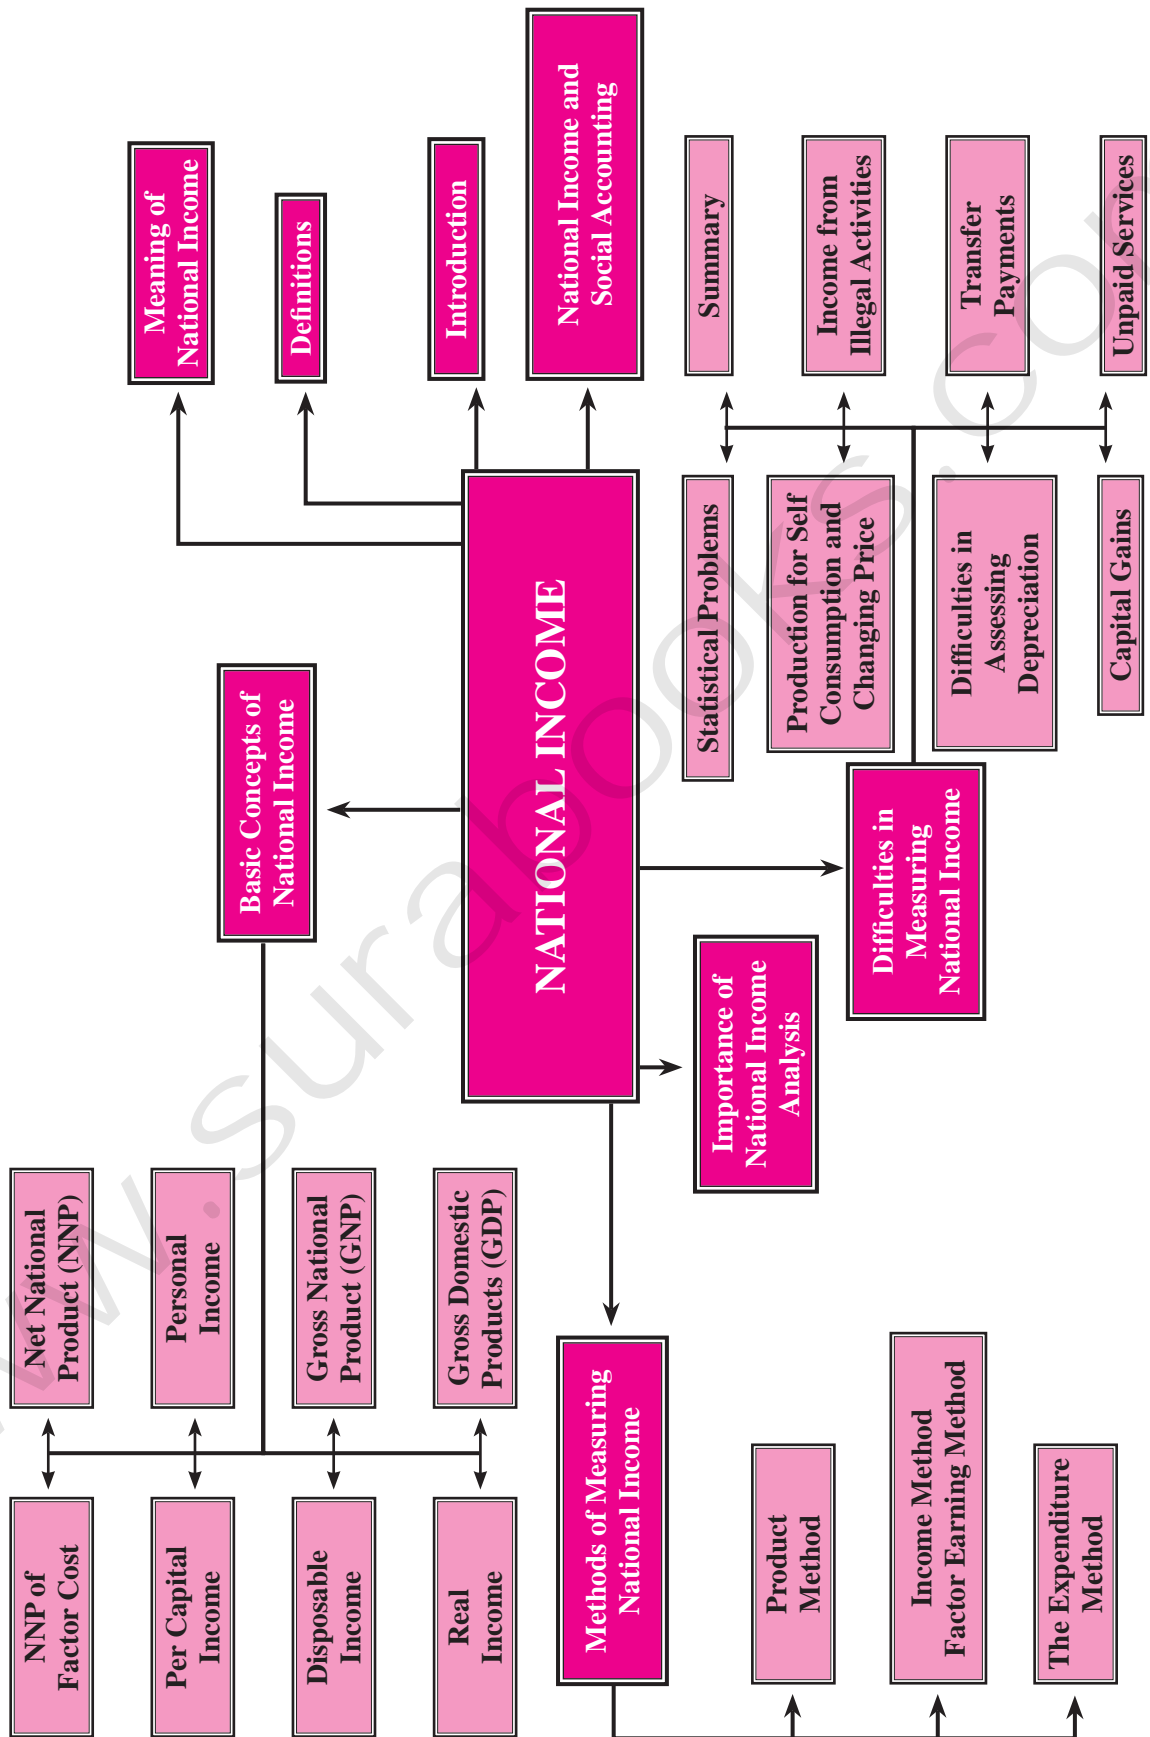 NATIONAL INCOME
Meaning of
National Income
Definitions
Introduction
National Income and
Social Accounting
Basic Concepts of
National Income
Net National
Product (NNP)
Personal
Income
Gross National
Product (GNP)
Gross Domestic
Products (GDP)
NNP of
Factor Cost
Per Capital
Income
Disposable
Income
Real
Income
Methods of Measuring
National Income
Product
Method
Income Method
Factor Earning Method
The Expenditure
Method
Importance of
National Income
Analysis
Difficulties in
Measuring
National Income
Statistical Problems
Production for Self
Consumption and
Changing Price
Difficulties in
Assessing
Depreciation
Capital Gains
Summary
Income from
Illegal Activities
Transfer
Payments
Unpaid Services
www.surabooks.com